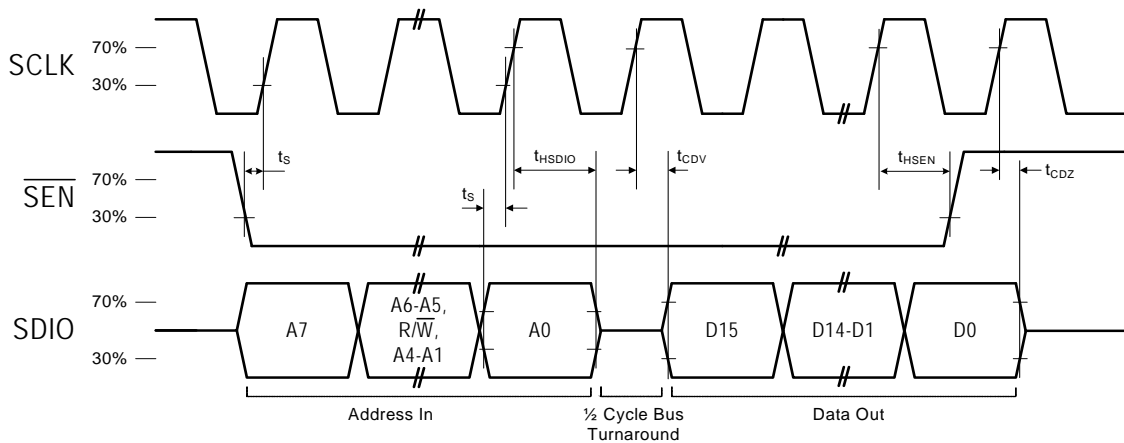 SCLK
70%
30%
SEN
70%
30%
tS
tS
tHSDIO
tCDV
tHSEN
tCDZ
SDIO
70%
30%
A7
A6-A5,
R/W,
A4-A1
A0
D15
D14-D1
D0
Address In
½ Cycle Bus
Turnaround
Data Out